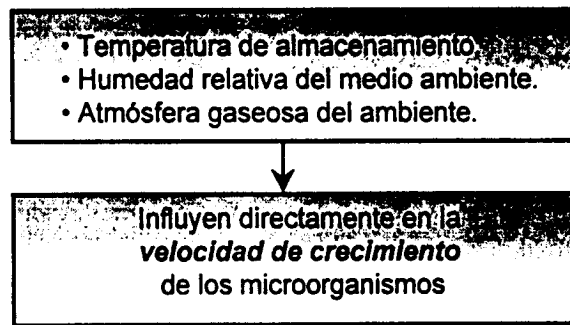 • Temperatura de almacenamiento.
• Humedad relativa del medio ambiente.
• Atmósfera gaseosa del ambiente.
Influyen directamente en la
velocidad de crecimiento
de los microorganismos